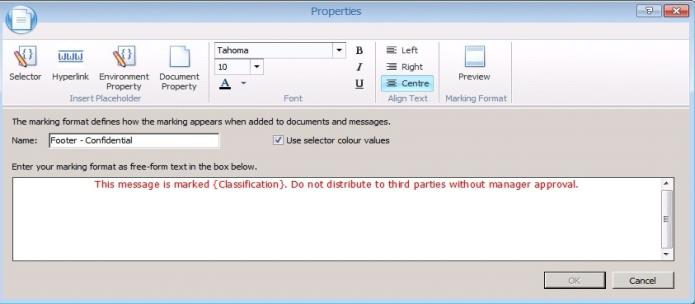 Properties
Selector
Hyperlink
Environment Property
Document Property
Insert Placeholder
Tahoma
10
A
B
I
U
Font
Left
Right
Centre
Align Text
Preview
Marking Format
The marking format defines how the marking appears when added to documents and messages.
Name: Footer - Confidential
Use selector colour values
Enter your marking format as free-form text in the box below.
This message is marked {Classification}. Do not distribute to third parties without manager approval.
OK
Cancel